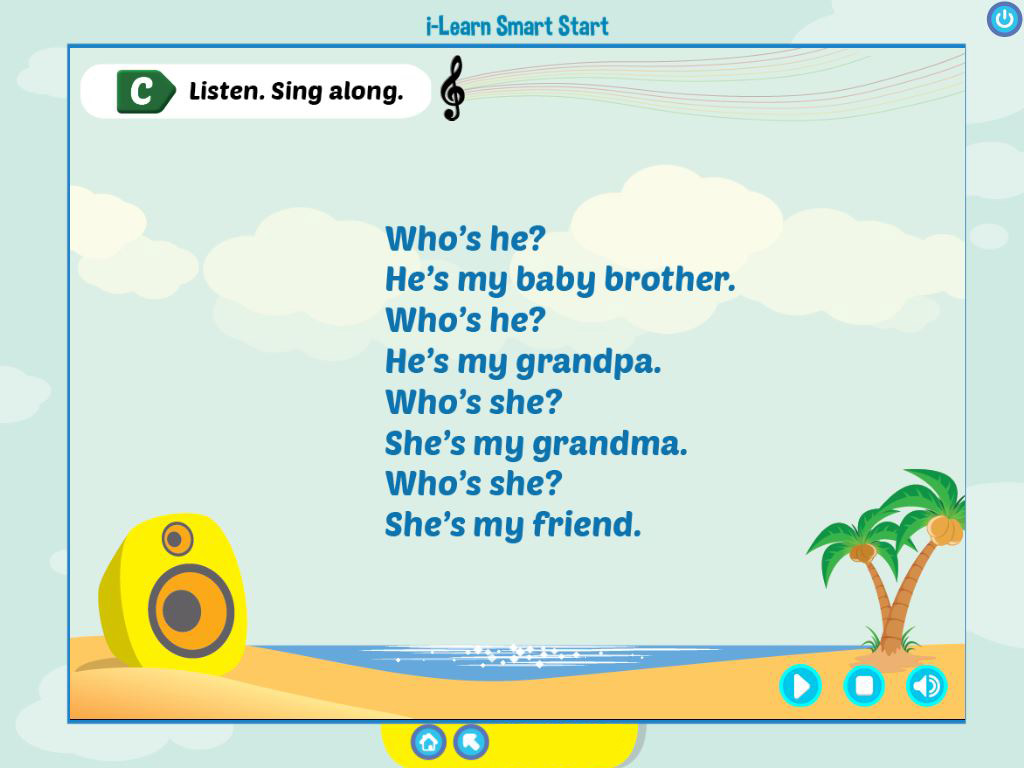 i-Learn Smart Start
C Listen. Sing along.
Who's he?
He's my baby brother.
Who's he?
He's my grandpa.
Who's she?
She's my grandma.
Who's she?
She's my friend.